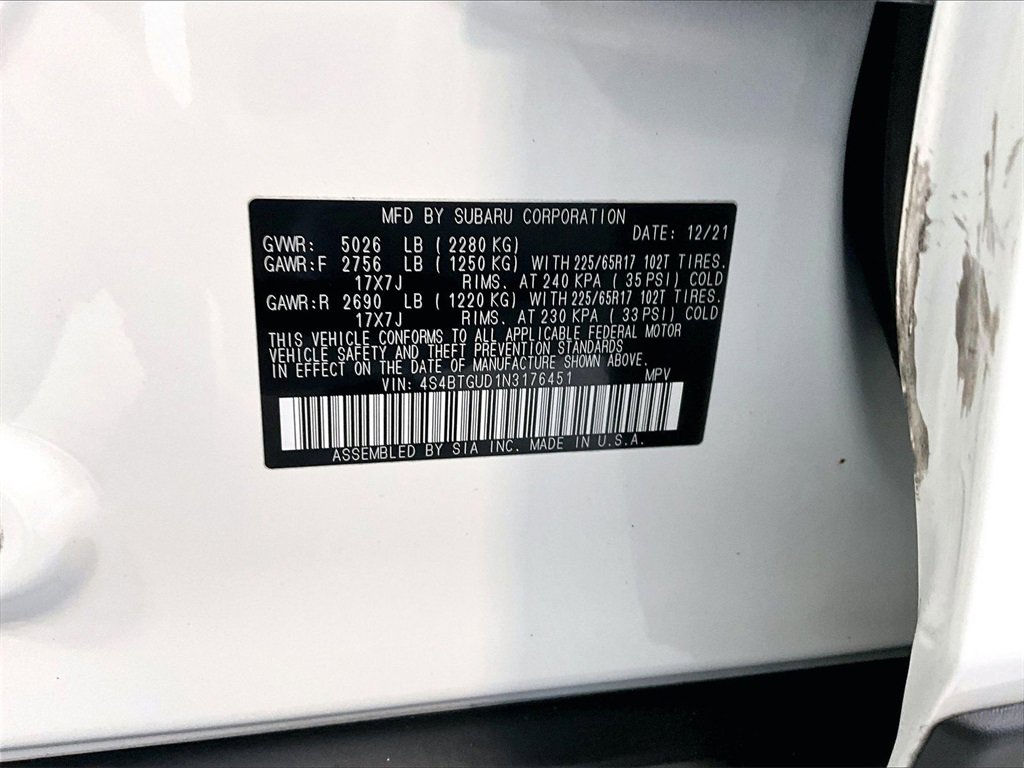 MFD BY SUBARU CORPORATION
DATE: 12/21
GVWR: 5026 LB ( 2280 KG)
GAWR:F 2756 LB ( 1250 KG) WITH 225/65R17 102T TIRES.
17X7J RIMS. AT 240 KPA ( 35 PSI) COLD
GAWR:R 2690 LB ( 1220 KG) WITH 225/65R17 102T TIRES.
17X7J RIMS. AT 230 KPA ( 33 PSI) COLD
THIS VEHICLE CONFORMS TO ALL APPLICABLE FEDERAL MOTOR
VEHICLE SAFETY AND THEFT PREVENTION STANDARDS
IN EFFECT ON THE DATE OF MANUFACTURE SHOWN ABOVE.
VIN: 4S4BTGUD1N3176451 MPV
ASSEMBLED BY SIA INC. MADE IN U.S.A.